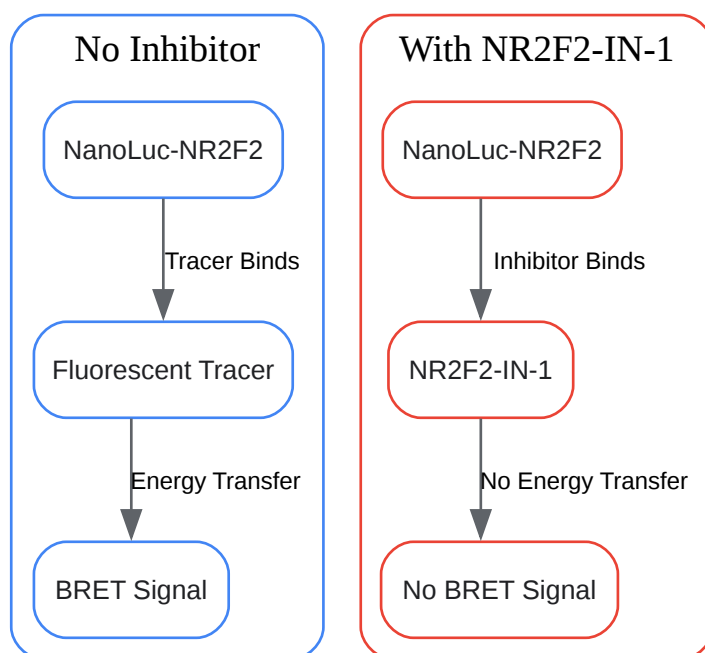 No Inhibitor
NanoLuc-NR2F2
Tracer Binds
Fluorescent Tracer
Energy Transfer
BRET Signal
With NR2F2-IN-1
NanoLuc-NR2F2
Inhibitor Binds
NR2F2-IN-1
No Energy Transfer
No BRET Signal